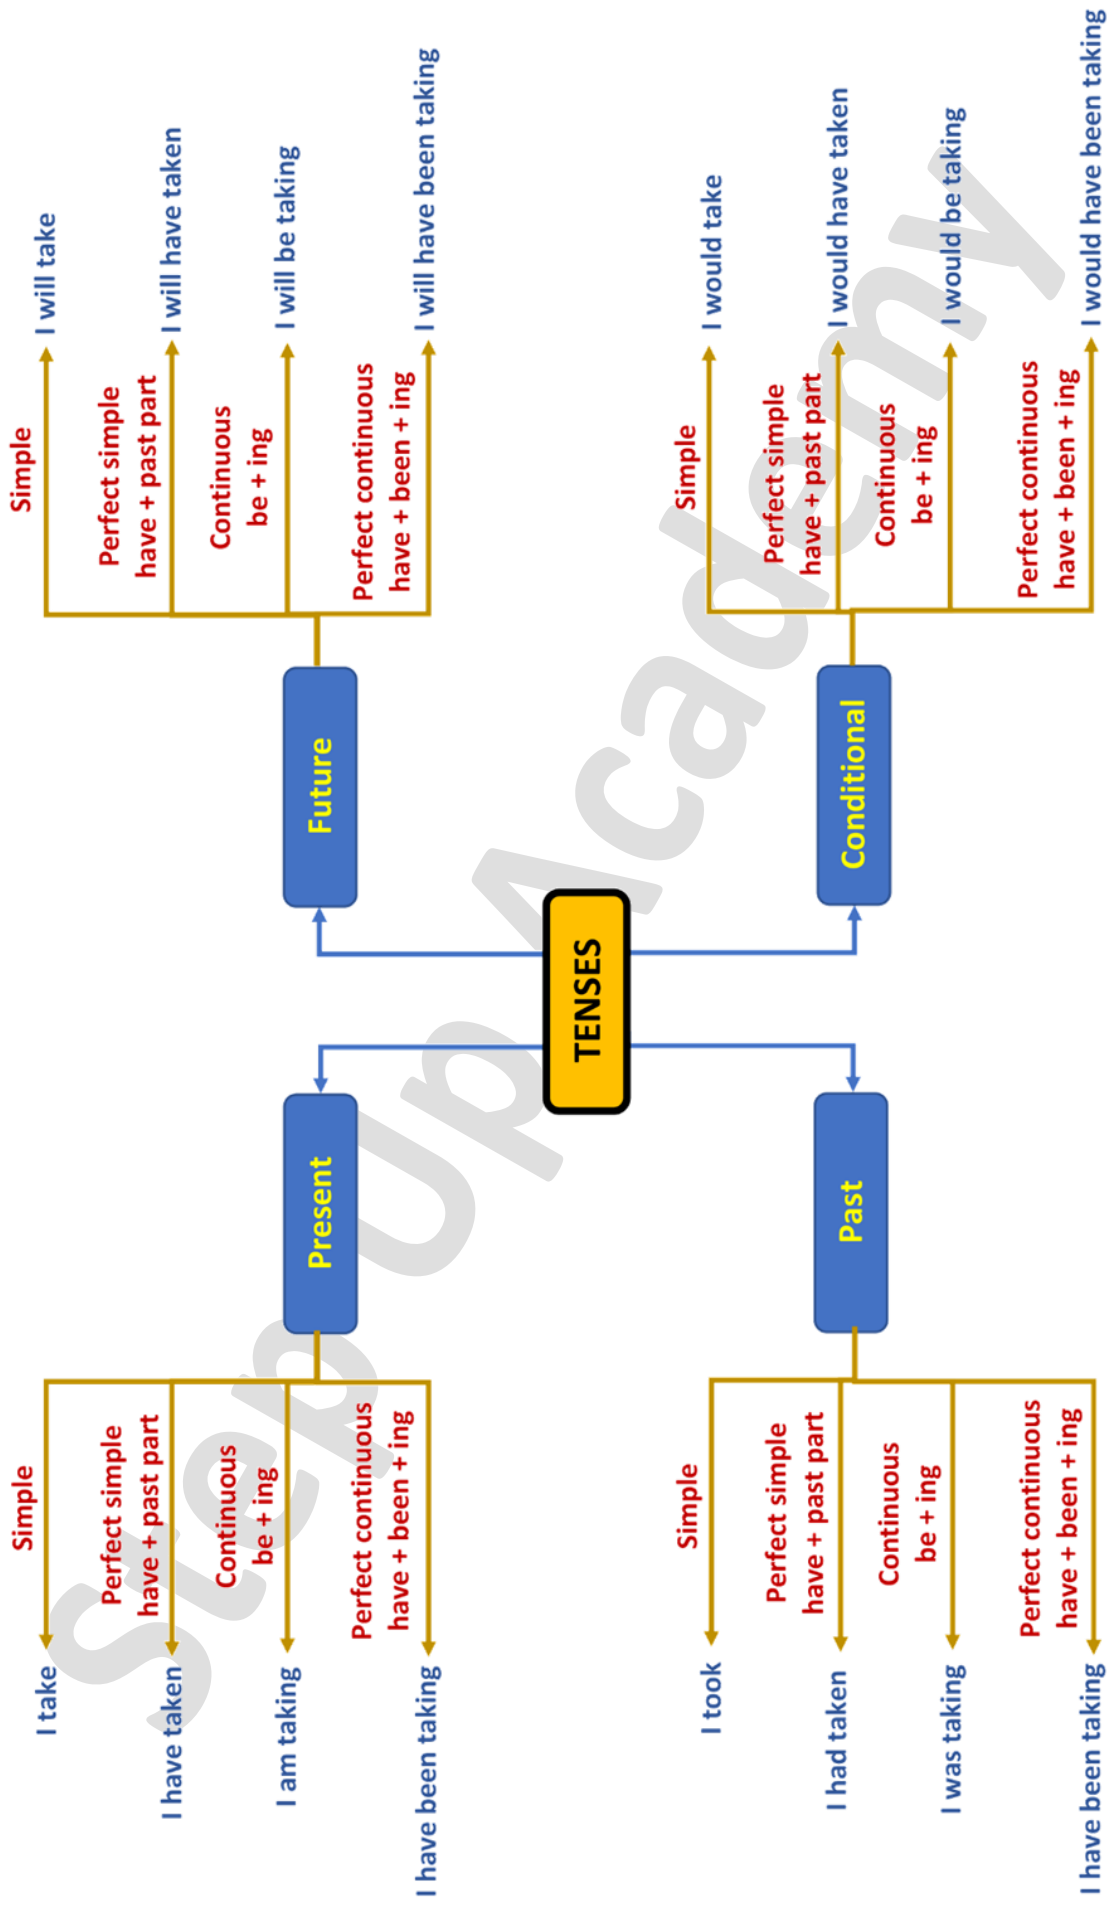 TENSES
Present
Simple
I take
Perfect simple
have + past part
I have taken
Continuous
be + ing
I am taking
Perfect continuous
have + been + ing
I have been taking
Future
Simple
I will take
Perfect simple
have + past part
I will have taken
Continuous
be + ing
I will be taking
Perfect continuous
have + been + ing
I will have been taking
Past
Simple
I took
Perfect simple
have + past part
I had taken
Continuous
be + ing
I was taking
Perfect continuous
have + been + ing
I have been taking
Conditional
Simple
I would take
Perfect simple
have + past part
I would have taken
Continuous
be + ing
I would be taking
Perfect continuous
have + been + ing
I would have been taking
Step Up Academy